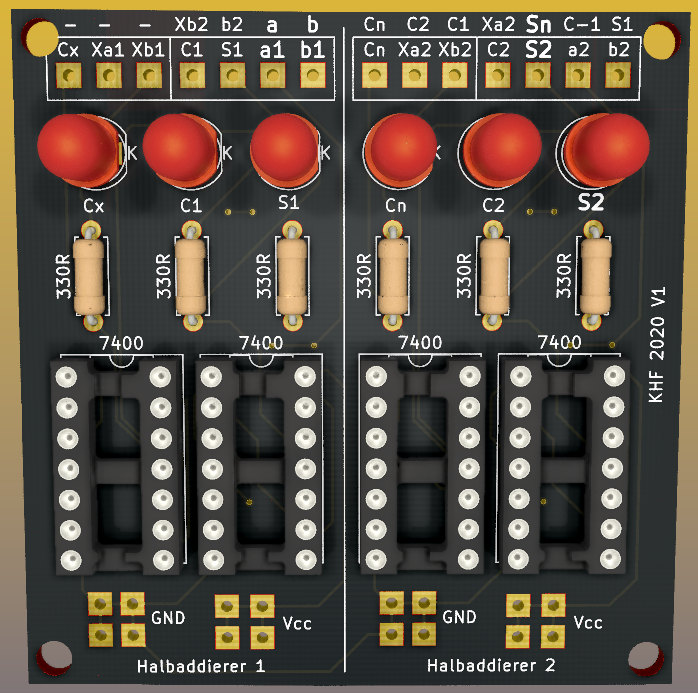 – – – Xb2 b2 a b Cn C2 C1 Xa2 Sn C-1 S1
Cx Xa1 Xb1 C1 S1 a1 b1 Cn Xa2 Xb2 C2 S2 a2 b2
K K K K
Cx C1 S1 Cn C2 S2
330R 330R 330R 330R 330R 330R
KHF 2020 V1
7400 7400 7400 7400
GND Vcc GND Vcc
Halbaddierer 1 Halbaddierer 2